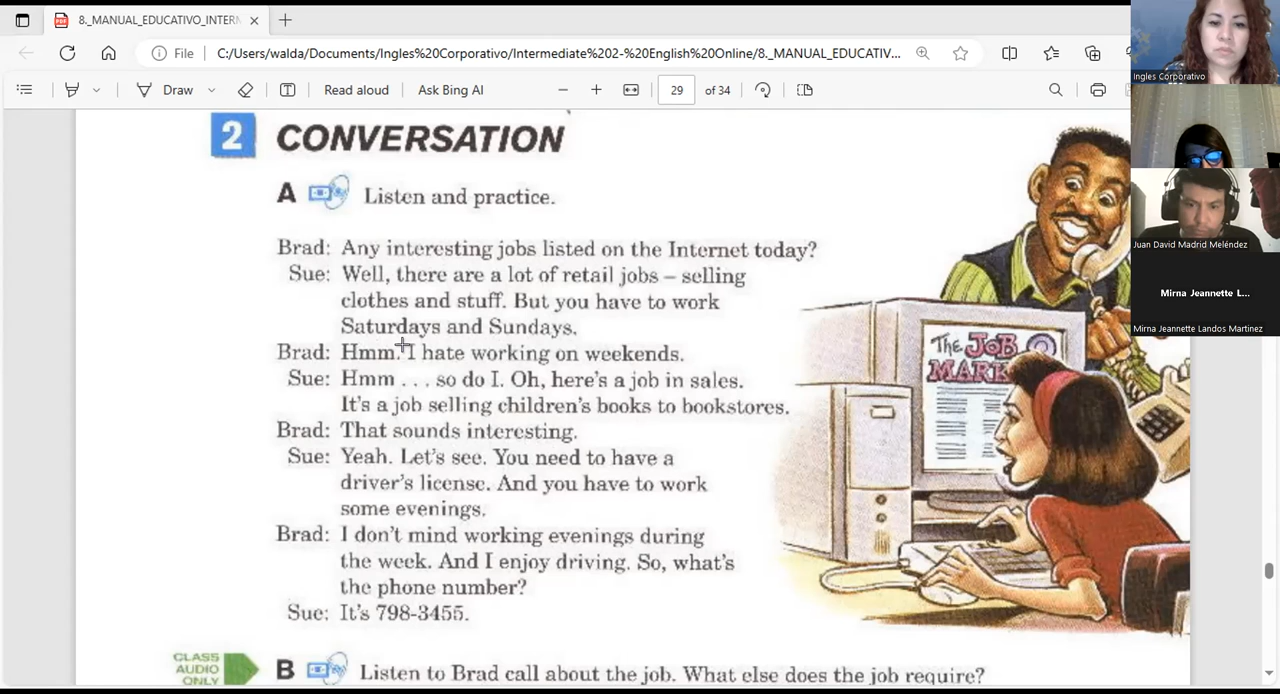 8._MANUAL_EDUCATIVO_INTERN
File C:/Users/walda/Documents/Ingles%20Corporativo/Intermediate%202-%20English%20Online/8._MANUAL_EDUCATIV...
Draw Read aloud Ask Bing AI 29 of 34
2 CONVERSATION
A Listen and practice.
Brad: Any interesting jobs listed on the Internet today?
Sue: Well, there are a lot of retail jobs – selling
clothes and stuff. But you have to work
Saturdays and Sundays.
Brad: Hmm. I hate working on weekends.
Sue: Hmm . . . so do I. Oh, here's a job in sales.
It's a job selling children's books to bookstores.
Brad: That sounds interesting.
Sue: Yeah. Let's see. You need to have a
driver's license. And you have to work
some evenings.
Brad: I don't mind working evenings during
the week. And I enjoy driving. So, what's
the phone number?
Sue: It's 798-3455.
CLASS
AUDIO
ONLY
B Listen to Brad call about the job. What else does the job require?
The JOB
Ingles Corporativo
Juan David Madrid Meléndez
Mirna Jeannette L...
Mirna Jeannette Landos Martinez